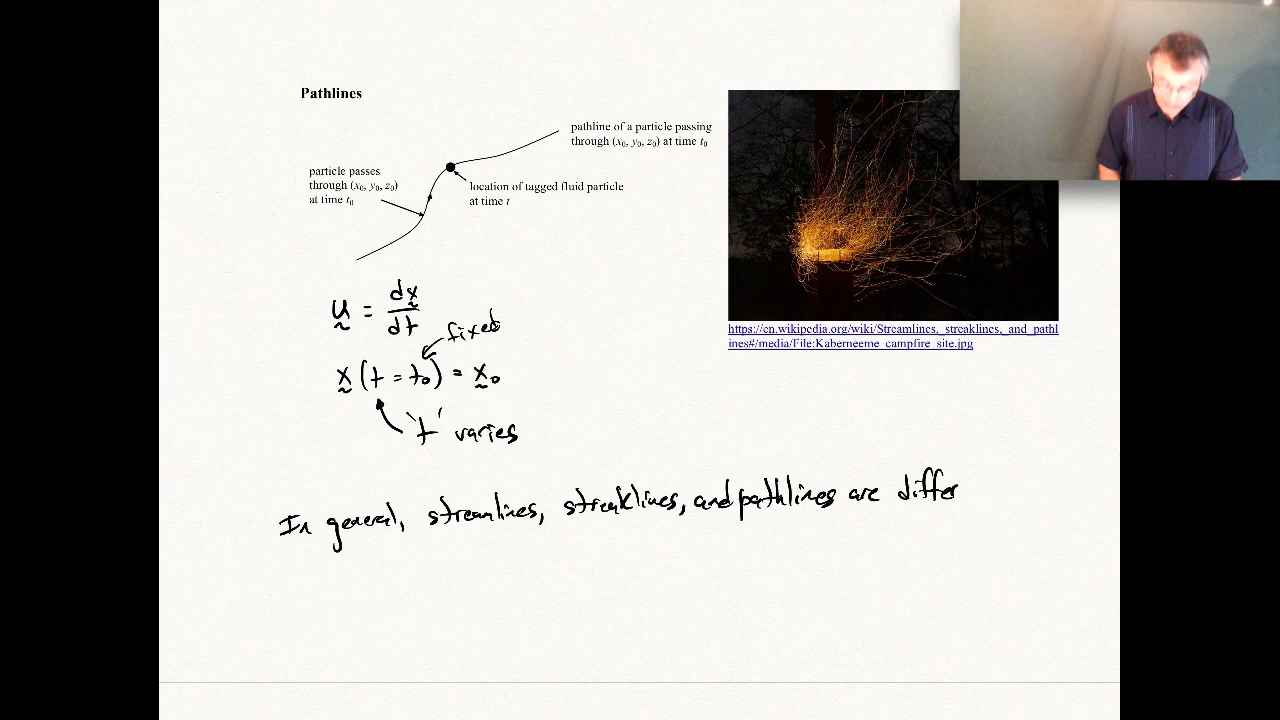 Pathlines
pathline of a particle passing
through (x₀, y₀, z₀) at time t₀
particle passes
through (x₀, y₀, z₀)
at time t₀
location of tagged fluid particle
at time t
u = dx/dt
fixed
x (t = t₀) = x₀
't' varies
https://en.wikipedia.org/wiki/Streamlines,_streaklines,_and_pathl
ines#/media/File:Kaberneeme_campfire_site.jpg
In general, streamlines, streaklines, and pathlines are differ